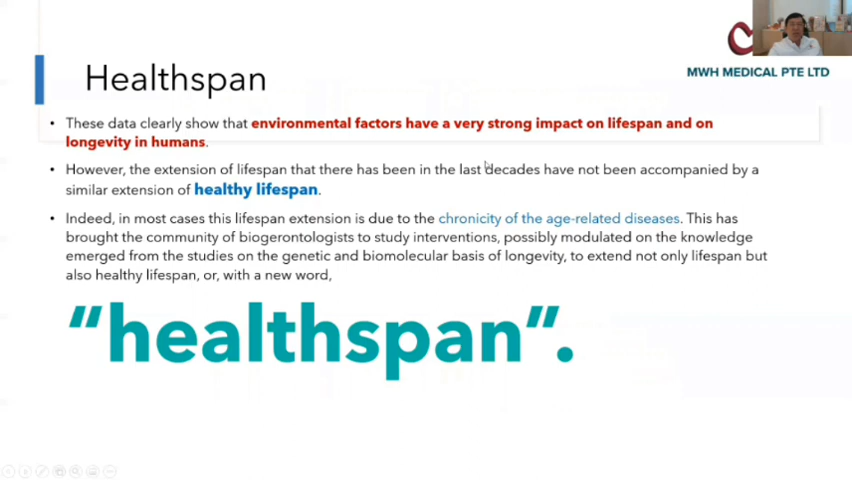 MWH MEDICAL PTE LTD
Healthspan
• These data clearly show that environmental factors have a very strong impact on lifespan and on
longevity in humans.
• However, the extension of lifespan that there has been in the last decades have not been accompanied by a
similar extension of healthy lifespan.
• Indeed, in most cases this lifespan extension is due to the chronicity of the age-related diseases. This has
brought the community of biogerontologists to study interventions, possibly modulated on the knowledge
emerged from the studies on the genetic and biomolecular basis of longevity, to extend not only lifespan but
also healthy lifespan, or, with a new word,
“healthspan”.